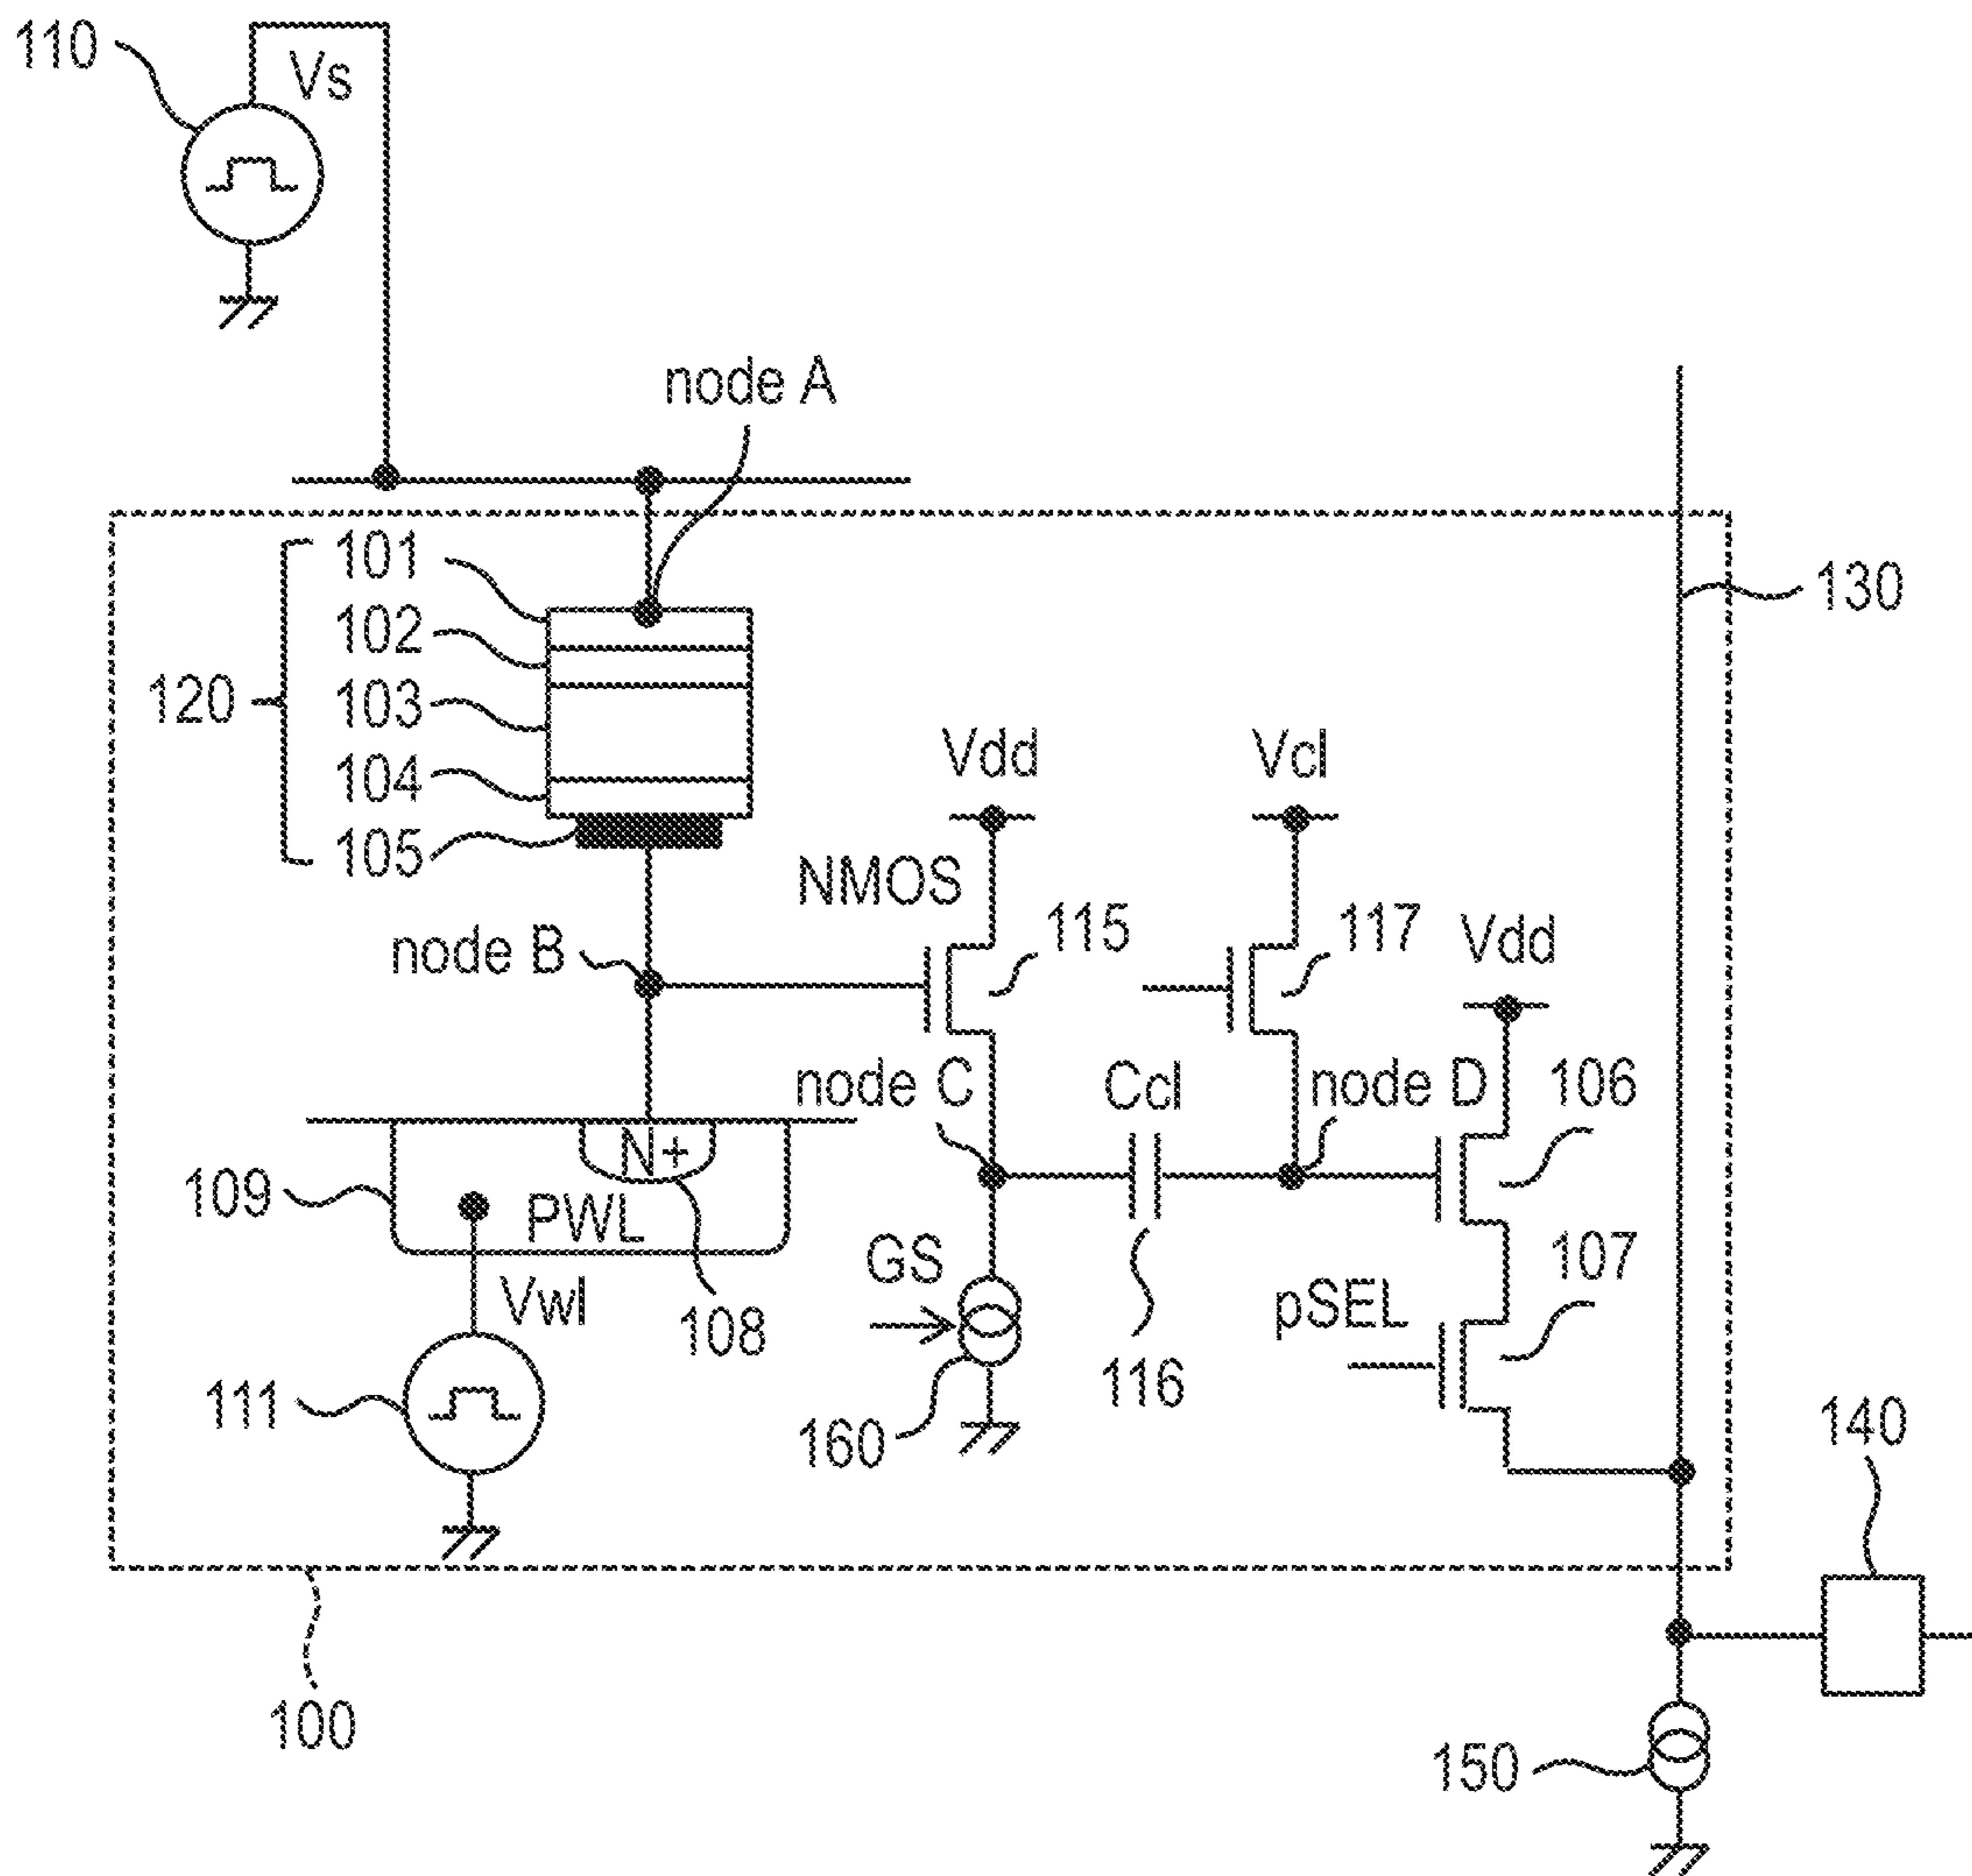 110
Vs
node A
101
102
120
103
104
105
130
Vdd
Vcl
NMOS
115
117
Vdd
node B
node C
Ccl
node D
106
N+
109
PWL
GS
107
Vwl
108
pSEL
111
160
116
140
100
150